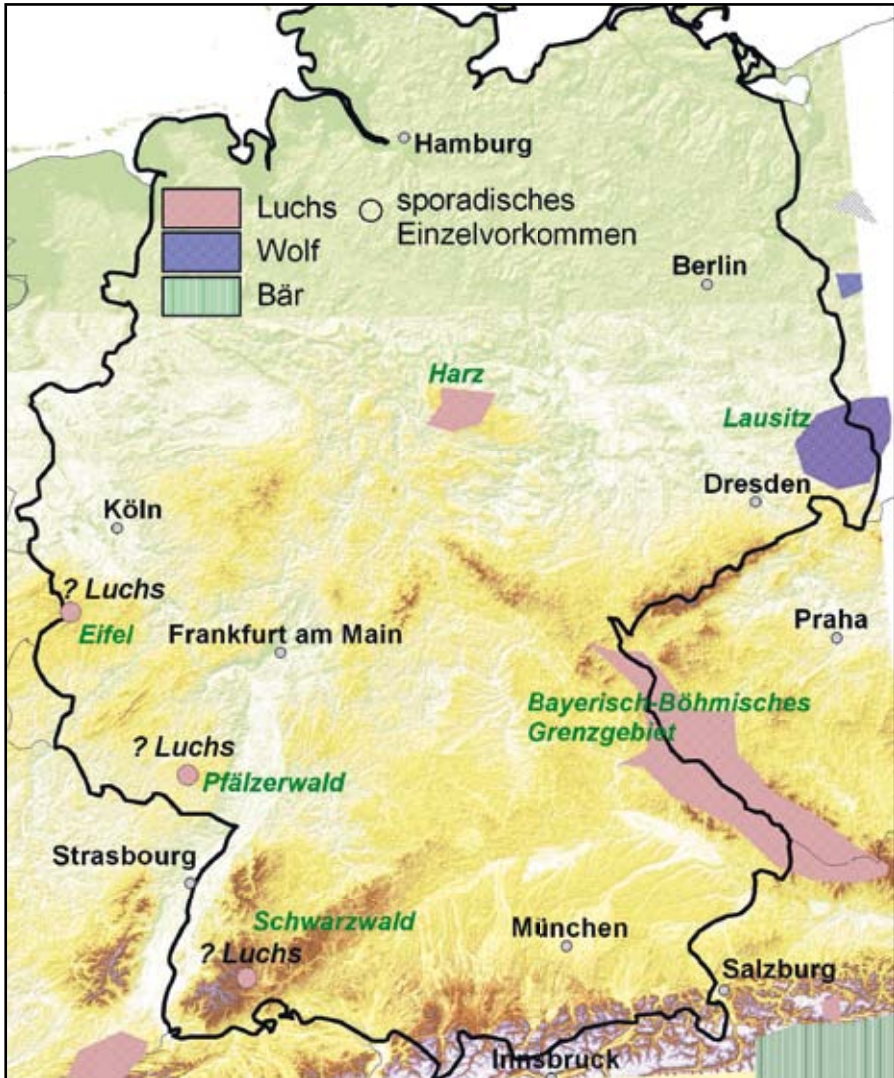 Hamburg
Luchs
sporadisches
Einzelvorkommen
Wolf
Bär
Berlin
Harz
Lausitz
Dresden
Köln
? Luchs
Eifel
Frankfurt am Main
Praha
Bayerisch-Böhmisches
Grenzgebiet
? Luchs
Pfälzerwald
Strasbourg
Schwarzwald
? Luchs
München
Salzburg
Innsbruck